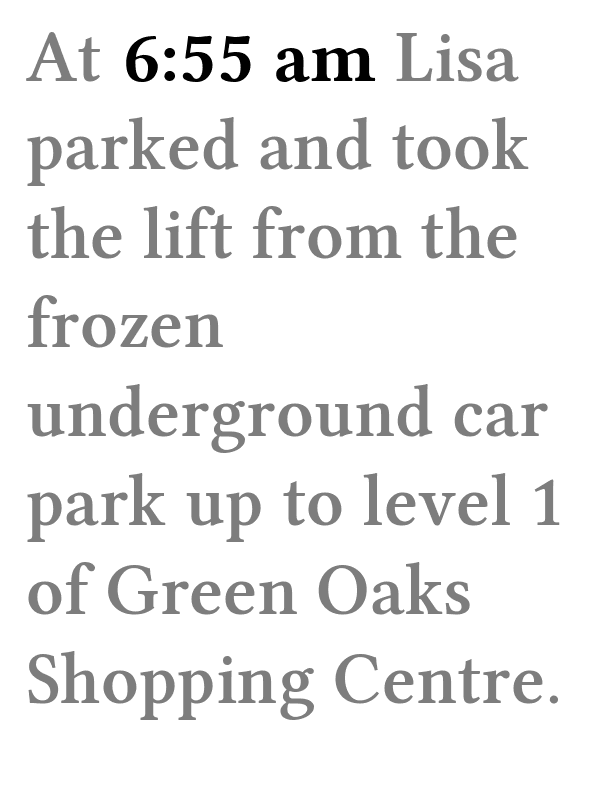 At 6:55 am Lisa
parked and took
the lift from the
frozen
underground car
park up to level 1
of Green Oaks
Shopping Centre.